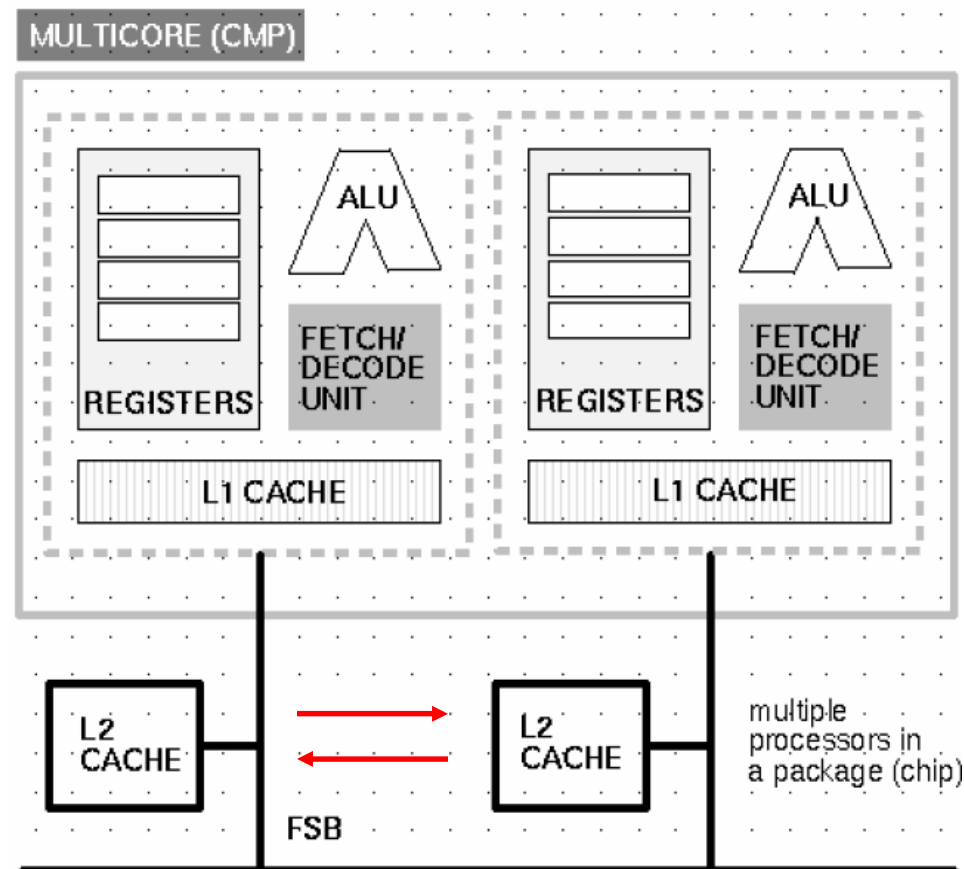 MULTICORE (CMP)
ALU
REGISTERS
FETCH/
DECODE
UNIT
L1 CACHE
ALU
REGISTERS
FETCH/
DECODE
UNIT
L1 CACHE
L2
CACHE
FSB
L2
CACHE
multiple
processors in
a package (chip)